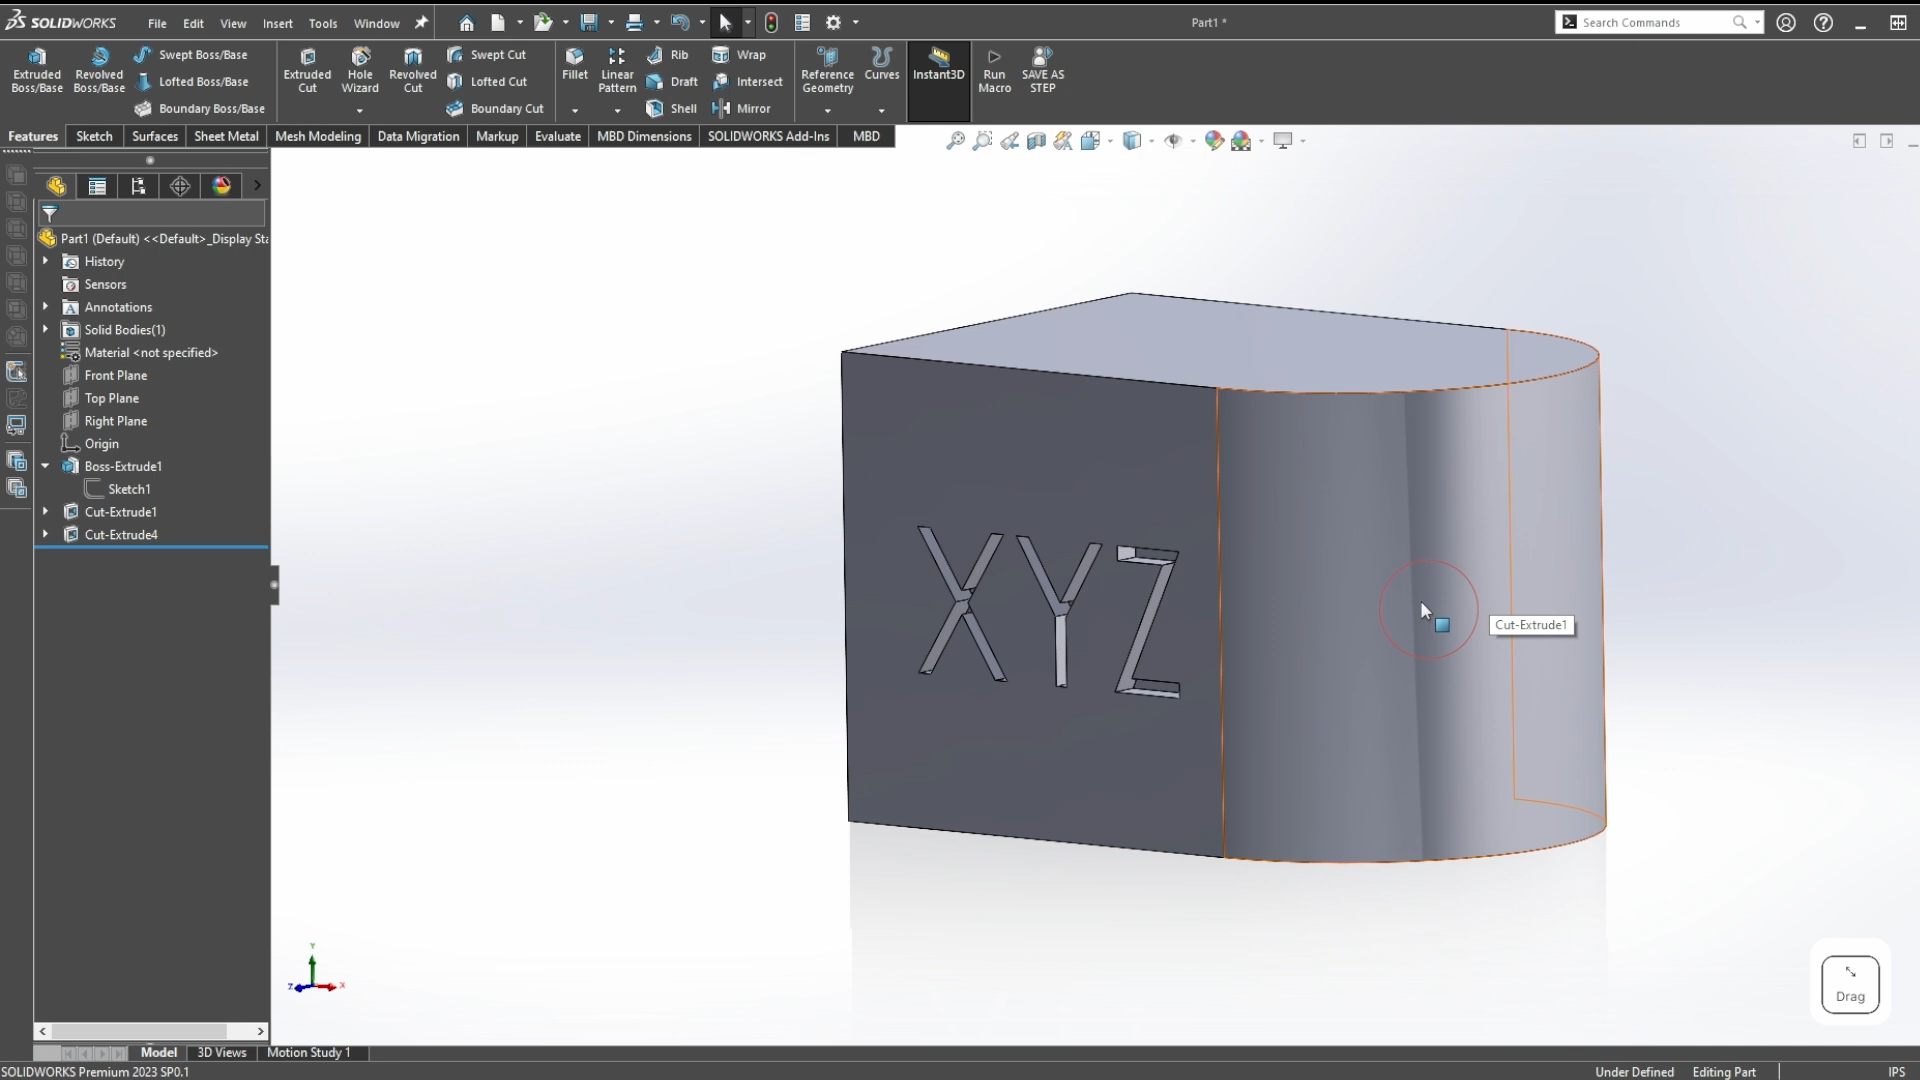 SOLIDWORKS File Edit View Insert Tools Window Part1 * Search Commands
Extruded Boss/Base
Revolved Boss/Base
Swept Boss/Base
Lofted Boss/Base
Boundary Boss/Base
Extruded Cut
Hole Wizard
Revolved Cut
Swept Cut
Lofted Cut
Boundary Cut
Fillet
Linear Pattern
Rib
Draft
Shell
Wrap
Intersect
Mirror
Reference Geometry
Curves
Instant3D
Run Macro
SAVE AS STEP
Features Sketch Surfaces Sheet Metal Mesh Modeling Data Migration Markup Evaluate MBD Dimensions SOLIDWORKS Add-Ins MBD
Part1 (Default) <<Default>_Display Sta
History
Sensors
Annotations
Solid Bodies(1)
Material <not specified>
Front Plane
Top Plane
Right Plane
Origin
Boss-Extrude1
Sketch1
Cut-Extrude1
Cut-Extrude4
XYZ
Cut-Extrude1
Y
Z X
Drag
Model 3D Views Motion Study 1
SOLIDWORKS Premium 2023 SP0.1 Under Defined Editing Part IPS